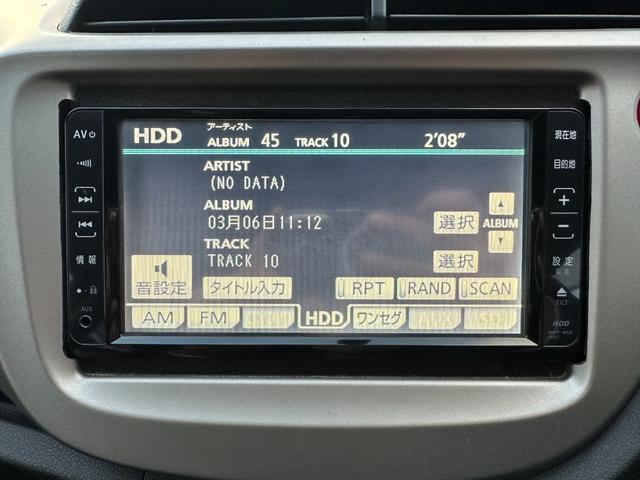 AV
現在地
目的地
情報
設定
AUX
TILT
HDD
HDD アーティスト ALBUM 45 TRACK 10 2'08"
ARTIST
(NO DATA)
ALBUM
03月06日11:12 選択 ALBUM
TRACK
TRACK 10 選択
音設定 タイトル入力 RPT RAND SCAN
AM FM HDD ワンセグ AUX